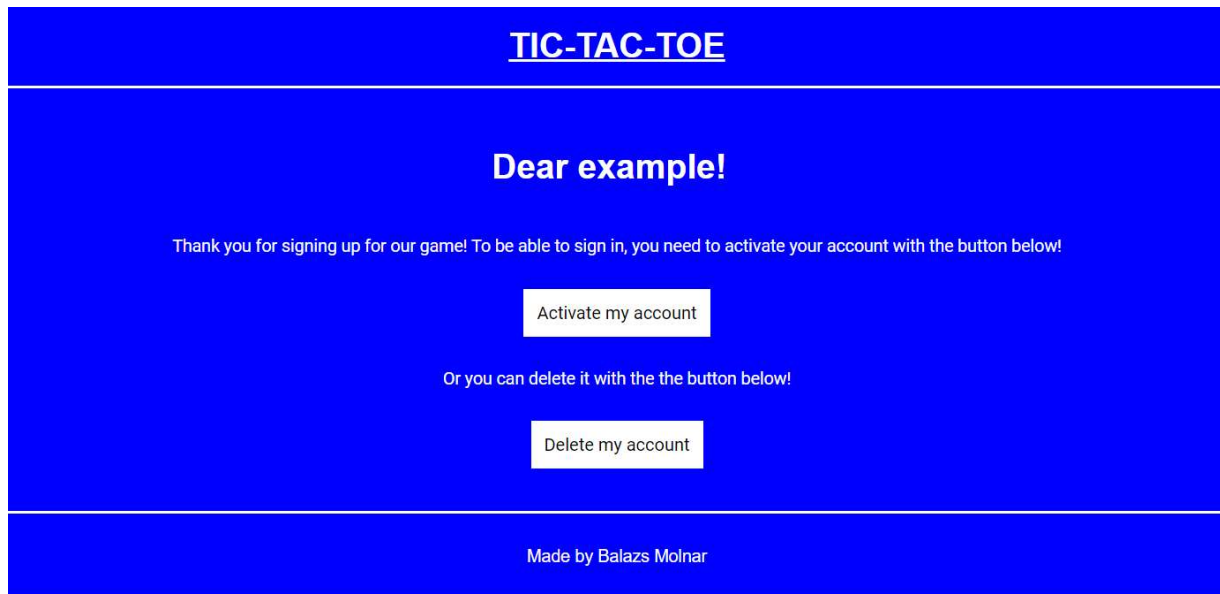 TIC-TAC-TOE
Dear example!
Thank you for signing up for our game! To be able to sign in, you need to activate your account with the button below!
Activate my account
Or you can delete it with the the button below!
Delete my account
Made by Balazs Molnar